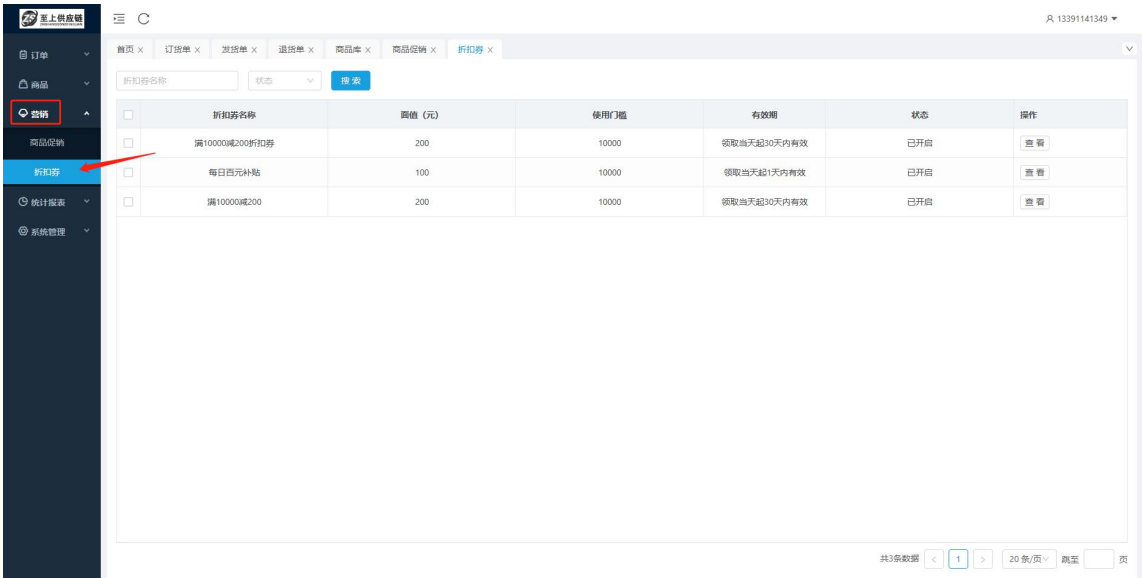 至上供应链
13391141349
订单
首页 订货单 发货单 退货单 商品库 商品促销 折扣券
商品
折扣券名称 状态 搜索
营销
折扣券名称 面值（元） 使用门槛 有效期 状态 操作
商品促销
满10000减200折扣券 200 10000 领取当天起30天内有效 已开启 查看
折扣券
每日百元补贴 100 10000 领取当天起1天内有效 已开启 查看
统计报表
满10000减200 200 10000 领取当天起30天内有效 已开启 查看
系统管理
共3条数据 < 1 > 20 条/页 跳至 页